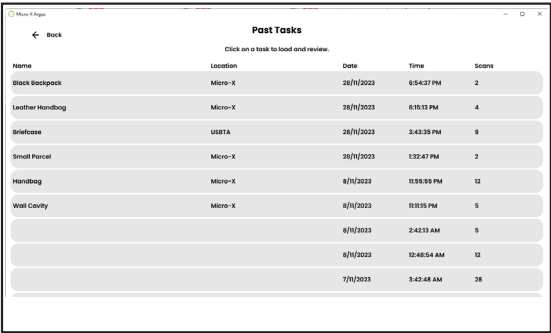 Micro-X Argus
← Back
Past Tasks
Click on a task to load and review.
Name Location Date Time Scans
Black Backpack Micro-X 28/11/2023 6:54:37 PM 2
Leather Handbag Micro-X 28/11/2023 6:15:13 PM 4
Briefcase USBTA 28/11/2023 3:43:35 PM 9
Small Parcel Micro-X 28/11/2023 1:32:47 PM 2
Handbag Micro-X 8/11/2023 11:55:55 PM 12
Wall Cavity Micro-X 8/11/2023 11:11:15 PM 5
8/11/2023 2:42:13 AM 5
8/11/2023 12:48:54 AM 12
7/11/2023 3:42:48 AM 28